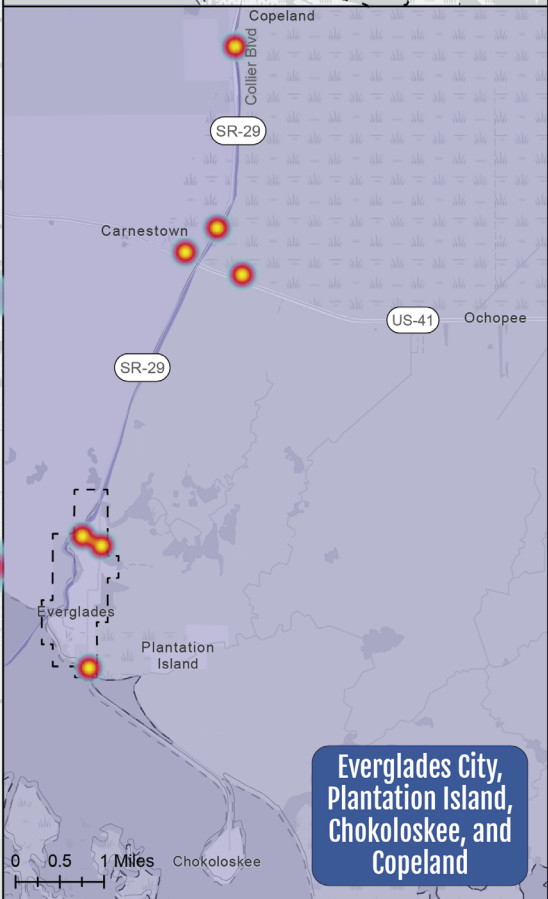 Copeland
Collier Blvd
SR-29
Carnestown
US-41
Ochopee
SR-29
Everglades
Plantation
Island
Everglades City,
Plantation Island,
Chokoloskee, and
Copeland
0 0.5 1 Miles
Chokoloskee